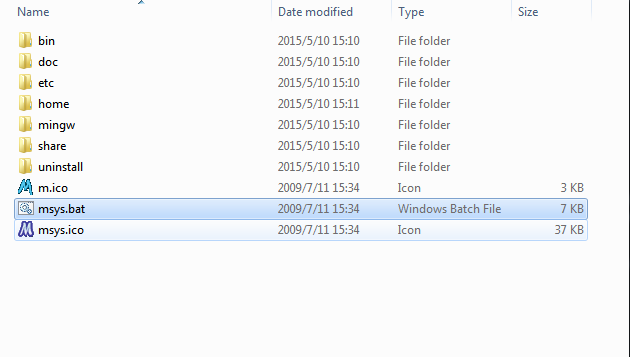 Name Date modified Type Size
bin 2015/5/10 15:10 File folder
doc 2015/5/10 15:10 File folder
etc 2015/5/10 15:10 File folder
home 2015/5/10 15:11 File folder
mingw 2015/5/10 15:10 File folder
share 2015/5/10 15:10 File folder
uninstall 2015/5/10 15:10 File folder
m.ico 2009/7/11 15:34 Icon 3 KB
msys.bat 2009/7/11 15:34 Windows Batch File 7 KB
msys.ico 2009/7/11 15:34 Icon 37 KB